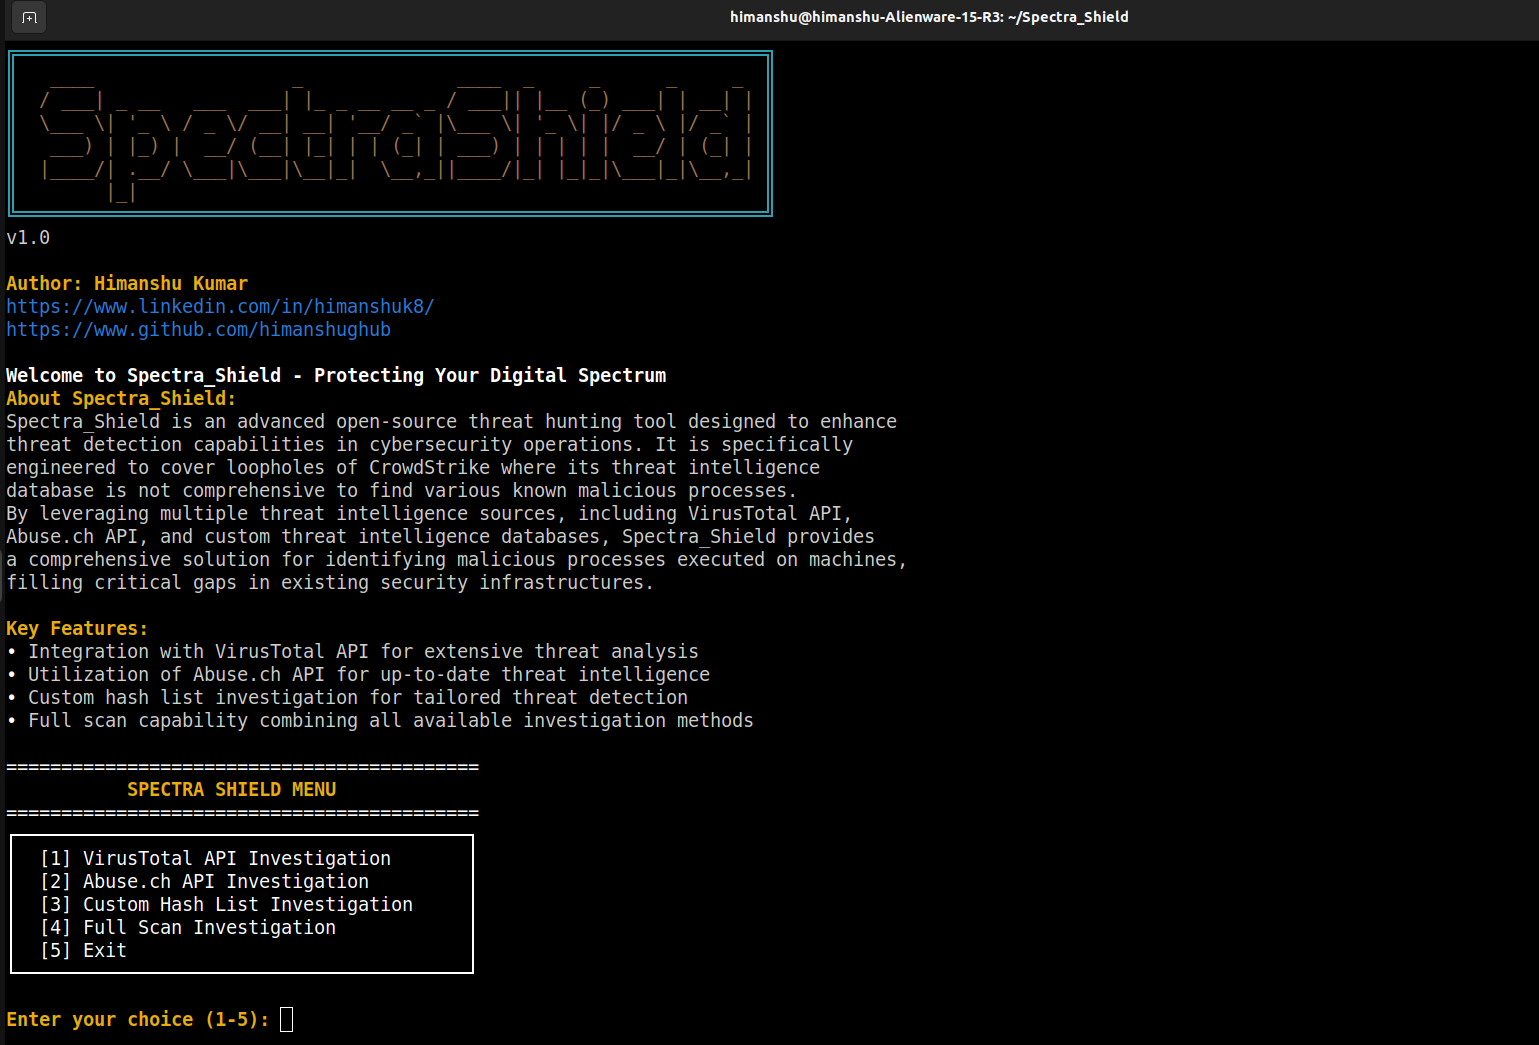 himanshu@himanshu-Alienware-15-R3: ~/Spectra_Shield
SpectraShield
v1.0
Author: Himanshu Kumar
https://www.linkedin.com/in/himanshuk8/
https://www.github.com/himanshughub
Welcome to Spectra_Shield - Protecting Your Digital Spectrum
About Spectra_Shield:
Spectra_Shield is an advanced open-source threat hunting tool designed to enhance
threat detection capabilities in cybersecurity operations. It is specifically
engineered to cover loopholes of CrowdStrike where its threat intelligence
database is not comprehensive to find various known malicious processes.
By leveraging multiple threat intelligence sources, including VirusTotal API,
Abuse.ch API, and custom threat intelligence databases, Spectra_Shield provides
a comprehensive solution for identifying malicious processes executed on machines,
filling critical gaps in existing security infrastructures.
Key Features:
• Integration with VirusTotal API for extensive threat analysis
• Utilization of Abuse.ch API for up-to-date threat intelligence
• Custom hash list investigation for tailored threat detection
• Full scan capability combining all available investigation methods
===========================================
SPECTRA SHIELD MENU
===========================================
[1] VirusTotal API Investigation
[2] Abuse.ch API Investigation
[3] Custom Hash List Investigation
[4] Full Scan Investigation
[5] Exit
Enter your choice (1-5):